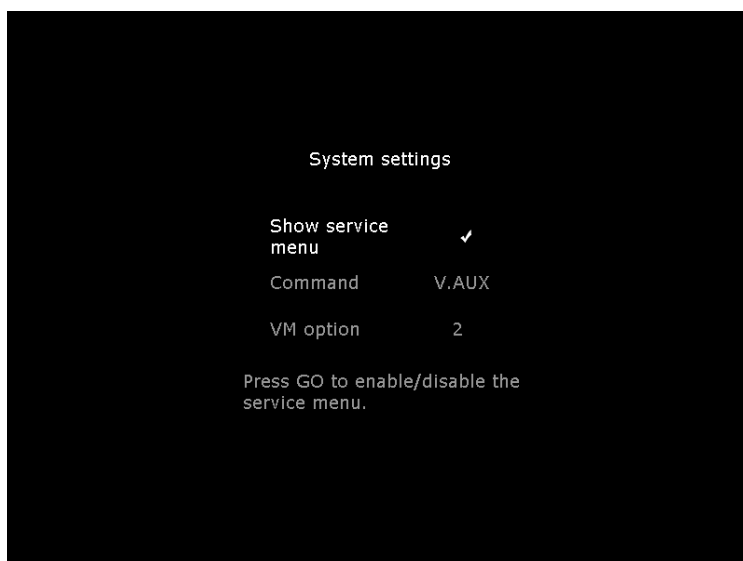 System settings
Show service
menu
Command V.AUX
VM option 2
Press GO to enable/disable the
service menu.